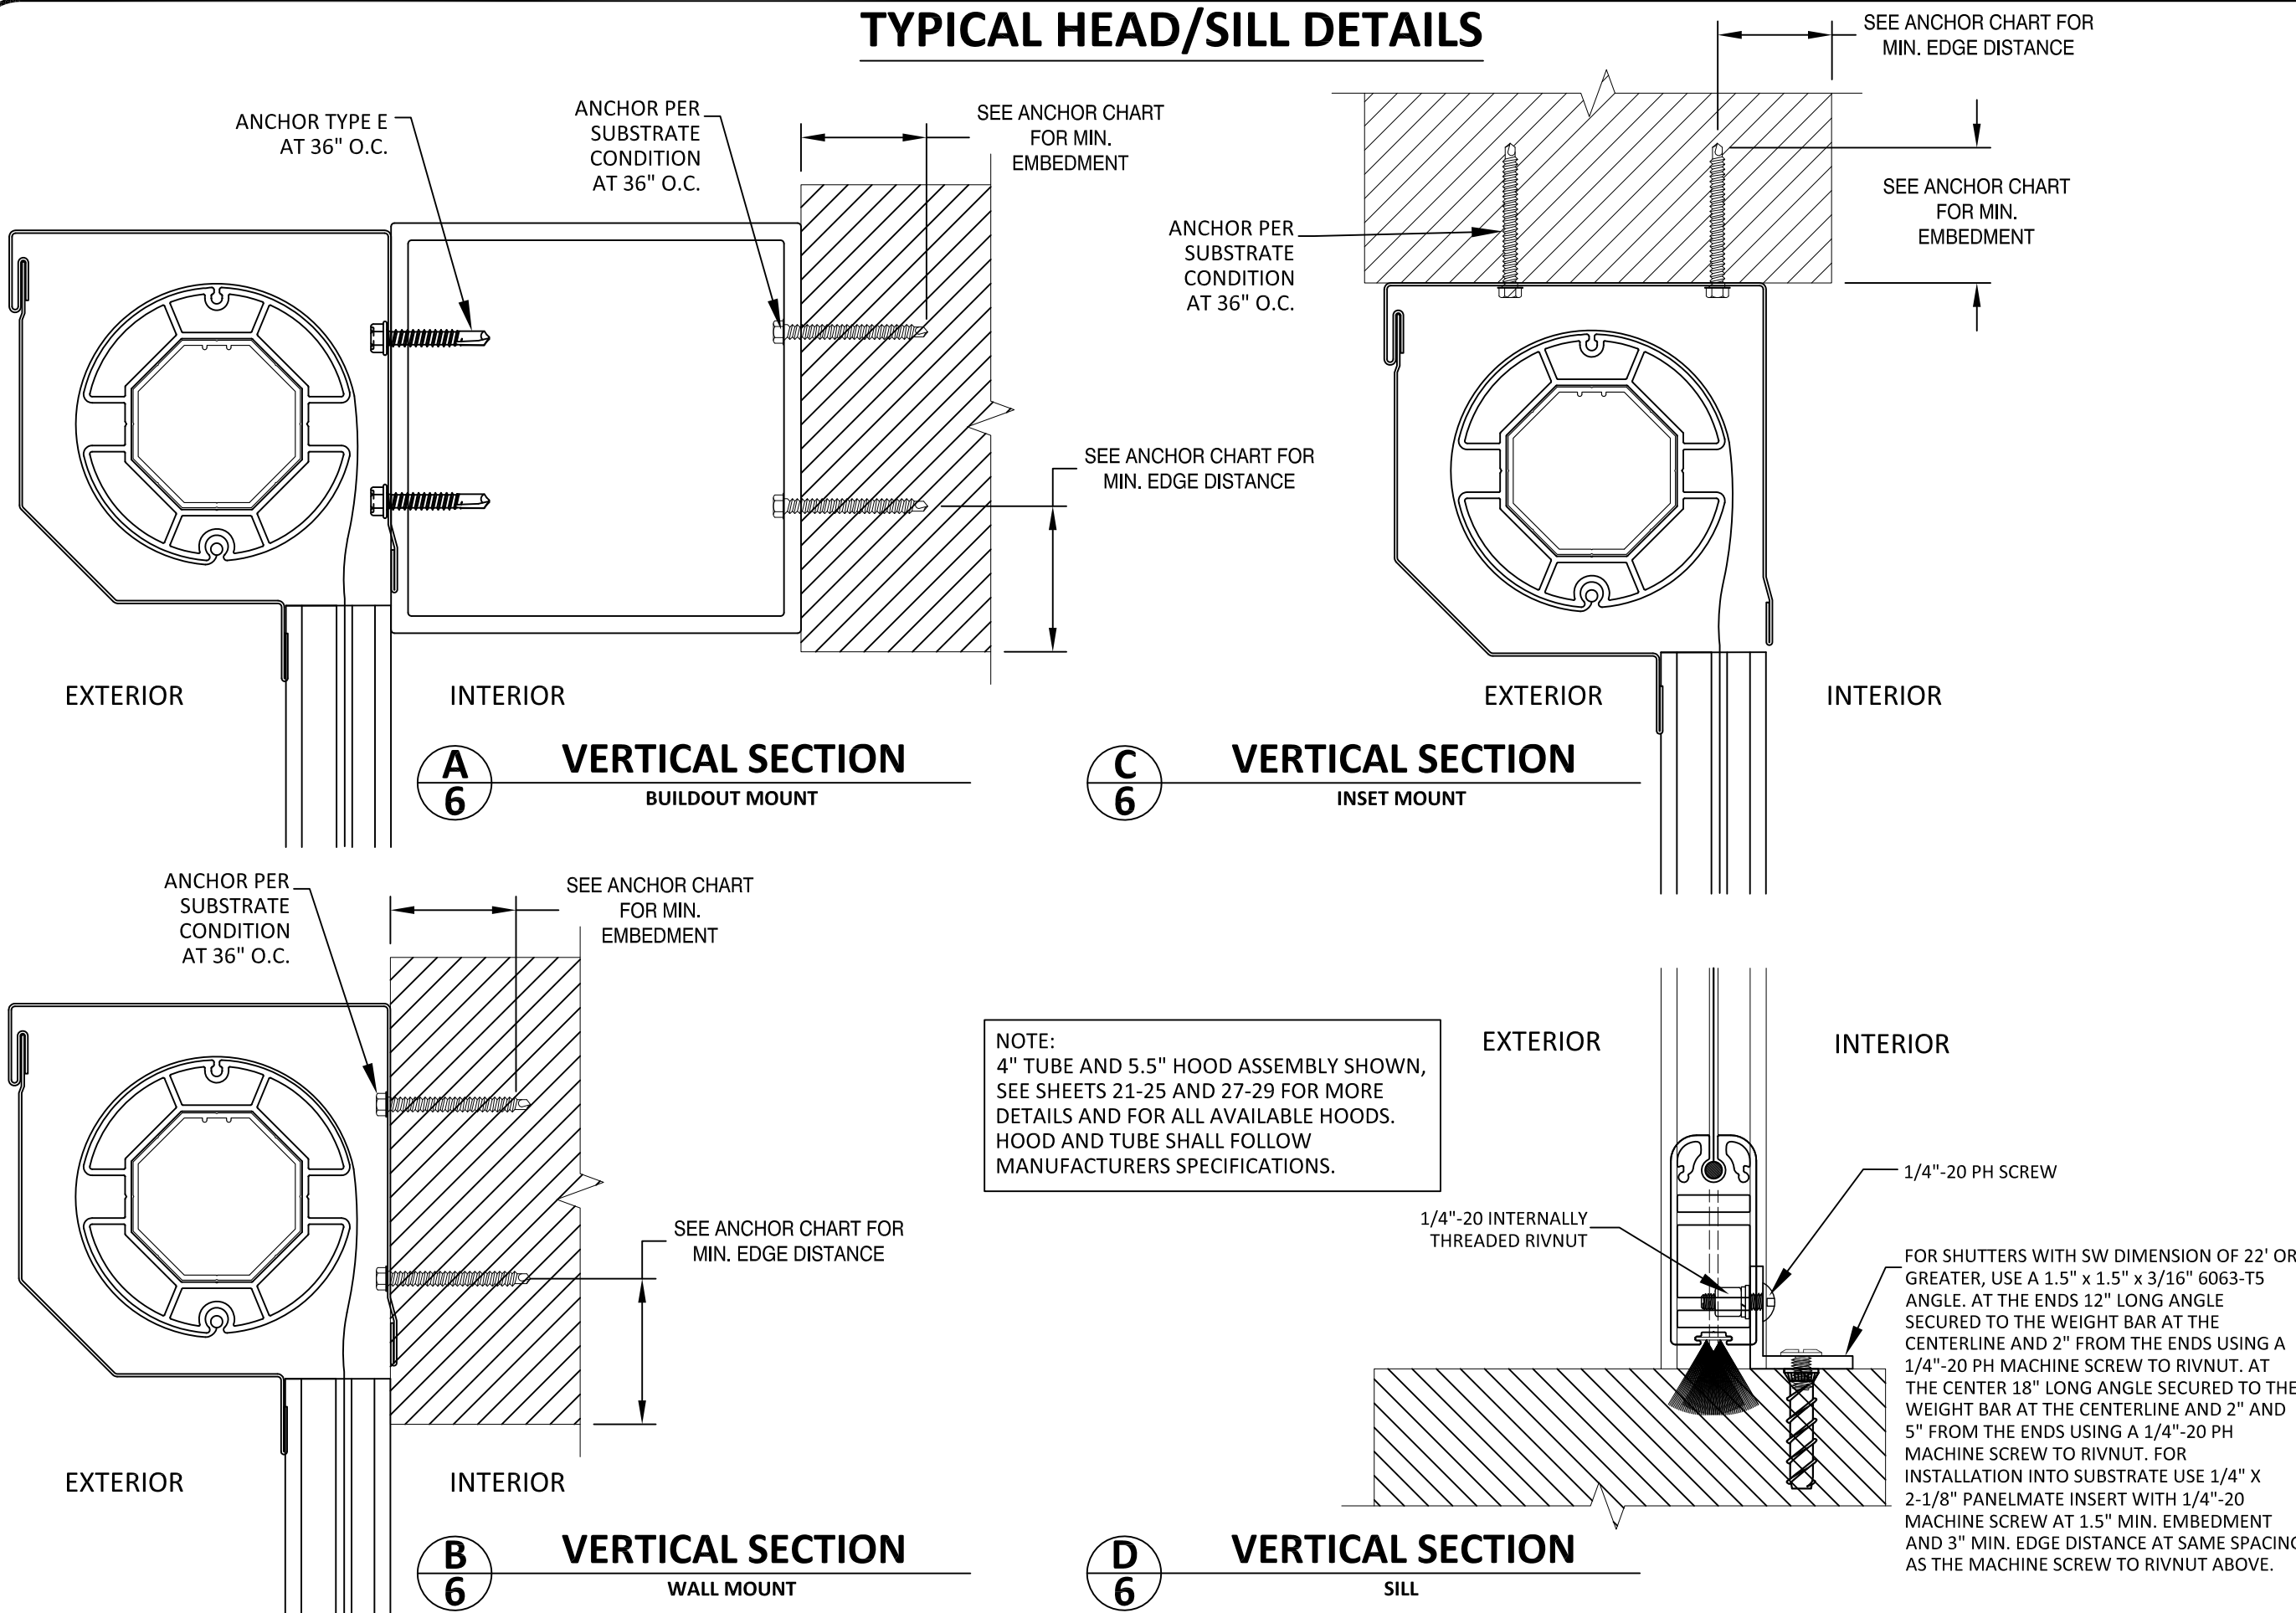 TYPICAL HEAD/SILL DETAILS
ANCHOR TYPE E
AT 36" O.C.
ANCHOR PER
SUBSTRATE
CONDITION
AT 36" O.C.
SEE ANCHOR CHART
FOR MIN.
EMBEDMENT
SEE ANCHOR CHART FOR
MIN. EDGE DISTANCE
EXTERIOR
INTERIOR
A
6
VERTICAL SECTION
BUILDOUT MOUNT
SEE ANCHOR CHART FOR
MIN. EDGE DISTANCE
SEE ANCHOR CHART
FOR MIN.
EMBEDMENT
ANCHOR PER
SUBSTRATE
CONDITION
AT 36" O.C.
EXTERIOR
INTERIOR
C
6
VERTICAL SECTION
INSET MOUNT
ANCHOR PER
SUBSTRATE
CONDITION
AT 36" O.C.
SEE ANCHOR CHART
FOR MIN.
EMBEDMENT
SEE ANCHOR CHART FOR
MIN. EDGE DISTANCE
EXTERIOR
INTERIOR
B
6
VERTICAL SECTION
WALL MOUNT
NOTE:
4" TUBE AND 5.5" HOOD ASSEMBLY SHOWN,
SEE SHEETS 21-25 AND 27-29 FOR MORE
DETAILS AND FOR ALL AVAILABLE HOODS.
HOOD AND TUBE SHALL FOLLOW
MANUFACTURERS SPECIFICATIONS.
EXTERIOR
INTERIOR
1/4"-20 PH SCREW
1/4"-20 INTERNALLY
THREADED RIVNUT
FOR SHUTTERS WITH SW DIMENSION OF 22' OR
GREATER, USE A 1.5" x 1.5" x 3/16" 6063-T5
ANGLE. AT THE ENDS 12" LONG ANGLE
SECURED TO THE WEIGHT BAR AT THE
CENTERLINE AND 2" FROM THE ENDS USING A
1/4"-20 PH MACHINE SCREW TO RIVNUT. AT
THE CENTER 18" LONG ANGLE SECURED TO THE
WEIGHT BAR AT THE CENTERLINE AND 2" AND
5" FROM THE ENDS USING A 1/4"-20 PH
MACHINE SCREW TO RIVNUT. FOR
INSTALLATION INTO SUBSTRATE USE 1/4" X
2-1/8" PANELMATE INSERT WITH 1/4"-20
MACHINE SCREW AT 1.5" MIN. EMBEDMENT
AND 3" MIN. EDGE DISTANCE AT SAME SPACING
AS THE MACHINE SCREW TO RIVNUT ABOVE.
D
6
VERTICAL SECTION
SILL